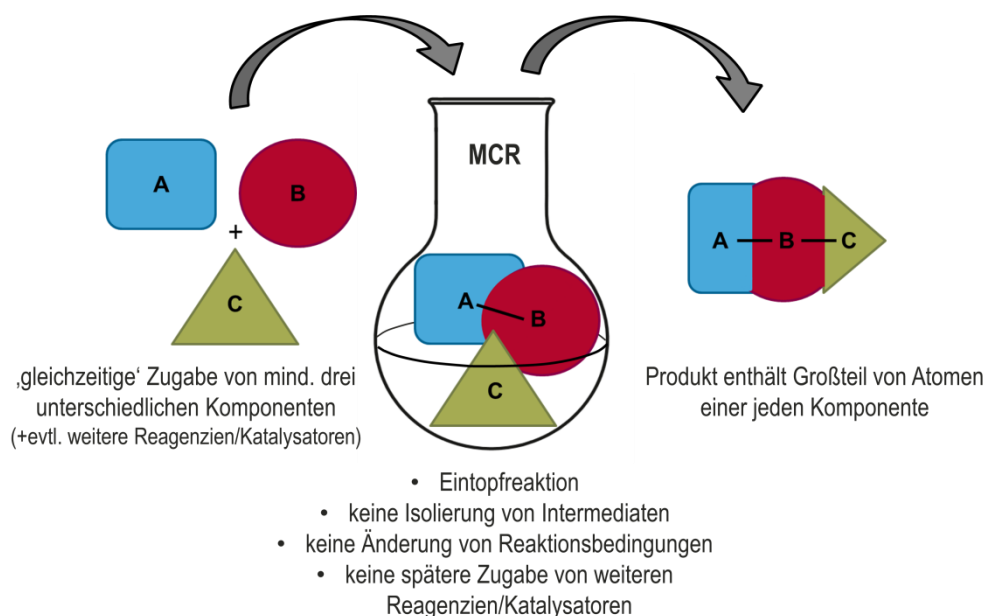 MCR
A
B
+
C
A
B
C
A
B
C
‚gleichzeitige‘ Zugabe von mind. drei
unterschiedlichen Komponenten
(+evtl. weitere Reagenzien/Katalysatoren)
Produkt enthält Großteil von Atomen
einer jeden Komponente
• Eintopfreaktion
• keine Isolierung von Intermediaten
• keine Änderung von Reaktionsbedingungen
• keine spätere Zugabe von weiteren
Reagenzien/Katalysatoren